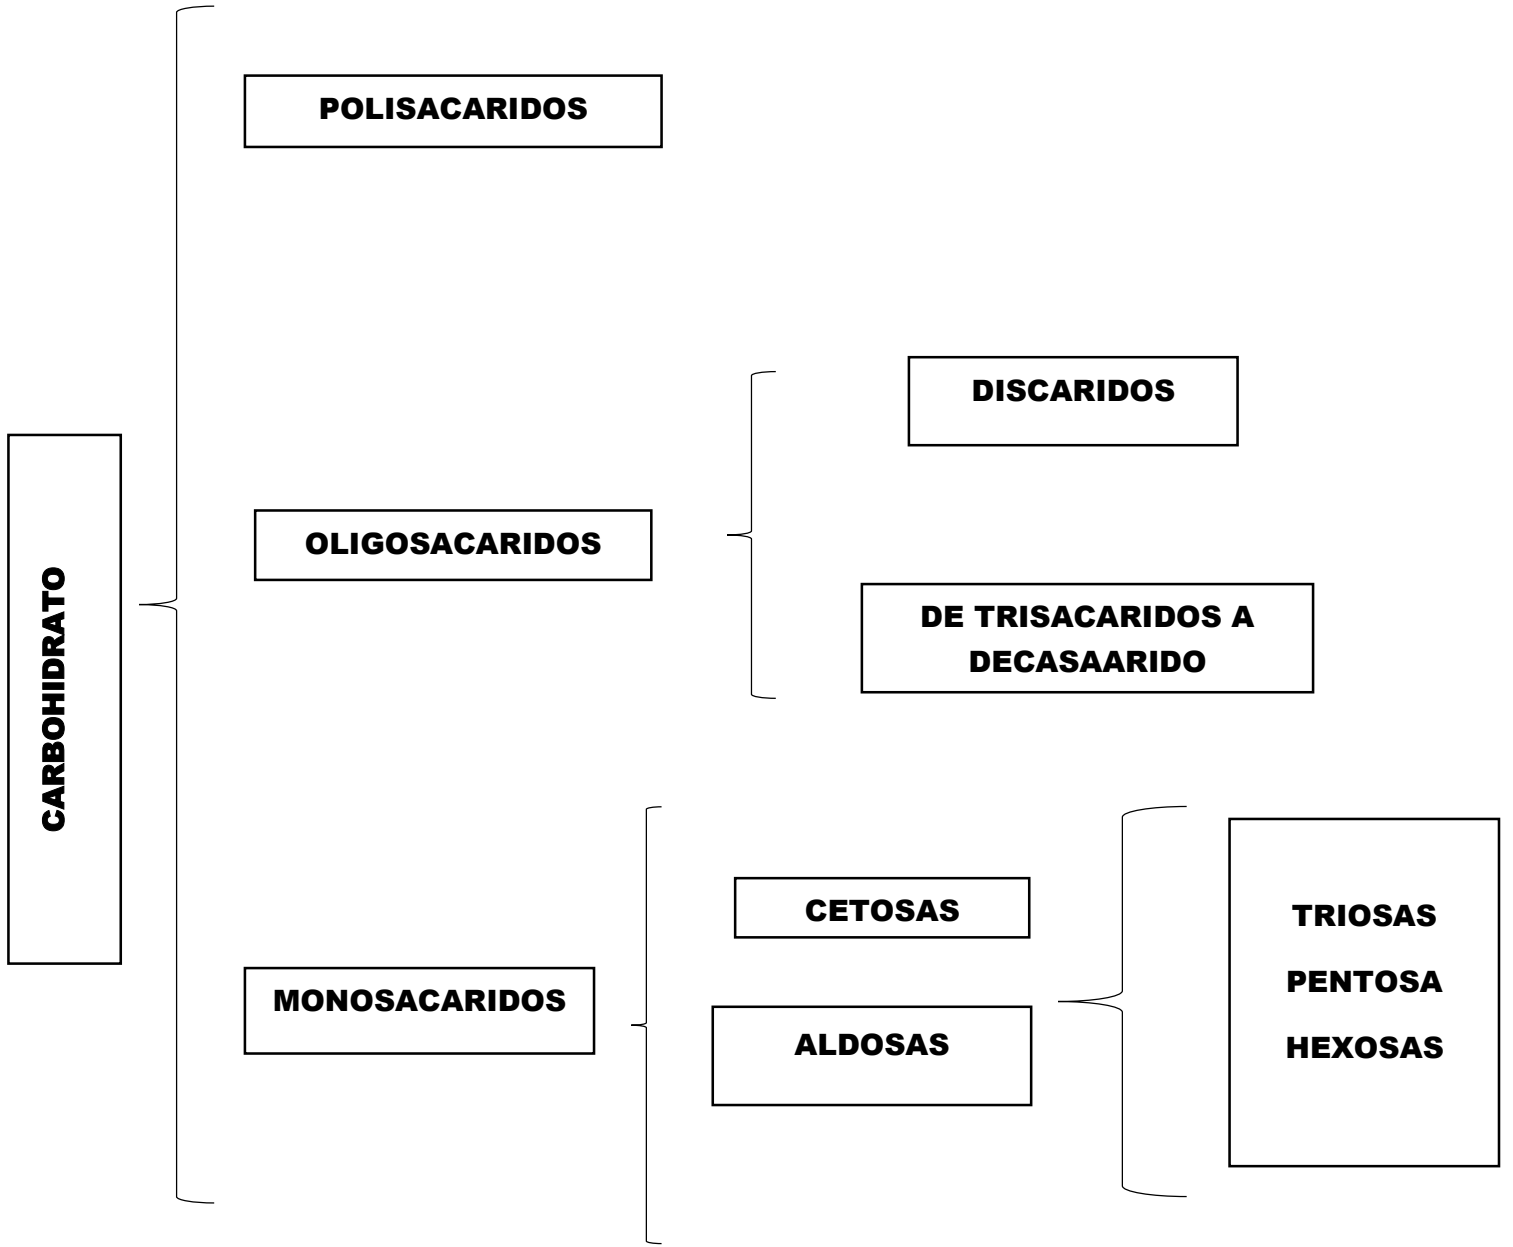 CARBOHIDRATO
POLISACARIDOS
OLIGOSACARIDOS
DISCARIDOS
DE TRISACARIDOS A
DECASAARIDO
MONOSACARIDOS
CETOSAS
ALDOSAS
TRIOSAS
PENTOSA
HEXOSAS